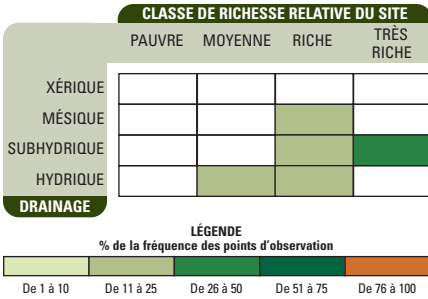 CLASSE DE RICHESSE RELATIVE DU SITE
PAUVRE MOYENNE RICHE TRÈS RICHE
XÉRIQUE
MÉSIQUE
SUBHYDRIQUE
HYDRIQUE
DRAINAGE
LÉGENDE
% de la fréquence des points d'observation
De 1 à 10 De 11 à 25 De 26 à 50 De 51 à 75 De 76 à 100